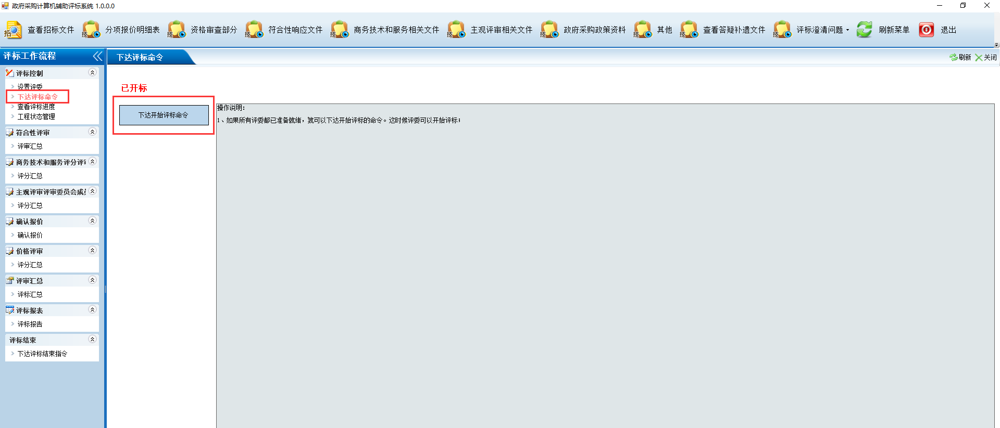 政府采购计算机辅助评标系统 1.0.0.0
查看招标文件 分项报价明细表 资格审查部分 符合性响应文件 商务技术和服务相关文件 主观评审相关文件 政府采购政策资料 其他 查看答疑补遗文件 评标澄清问题 刷新菜单 退出
评标工作流程
下达评标命令
刷新 关闭
评标控制
设置评委
下达评标命令
查看评标进度
工程状态管理
符合性评审
评审汇总
商务技术和服务评分评
评分汇总
主观评审评审委员会成
评分汇总
确认报价
确认报价
价格评审
评分汇总
评审汇总
评标汇总
评标报表
评标报告
评标结束
下达评标结束指令
已开标
下达开始评标命令
操作说明：
1、如果所有评委都已准备就绪，就可以下达开始评标的命令。这时候评委可以开始评标；